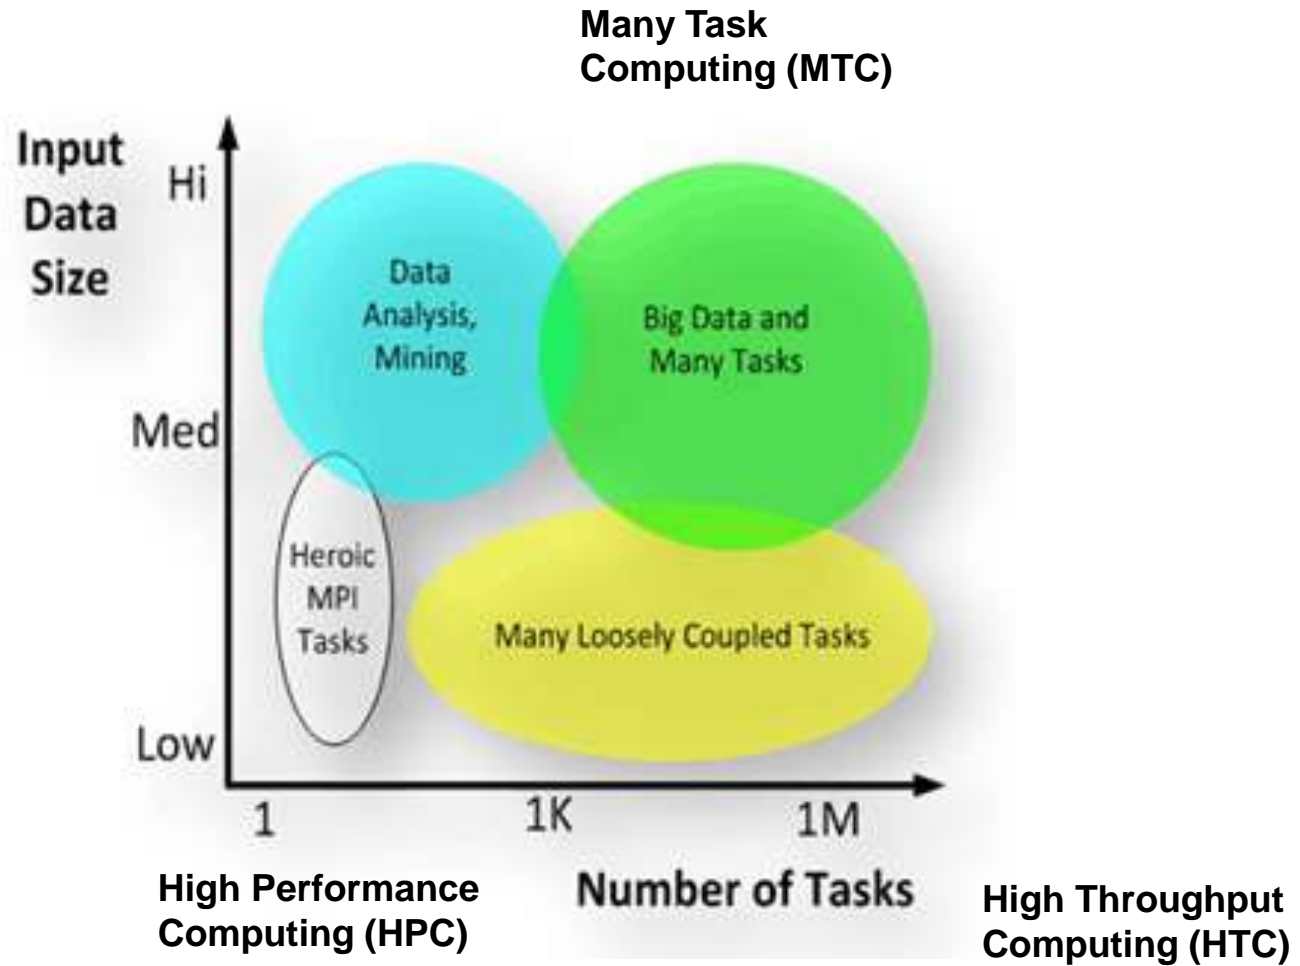 Many Task
Computing (MTC)
Input
Data
Size
Hi
Med
Low
Data
Analysis,
Mining
Big Data and
Many Tasks
Heroic
MPI
Tasks
Many Loosely Coupled Tasks
1
1K
1M
Number of Tasks
High Performance
Computing (HPC)
High Throughput
Computing (HTC)